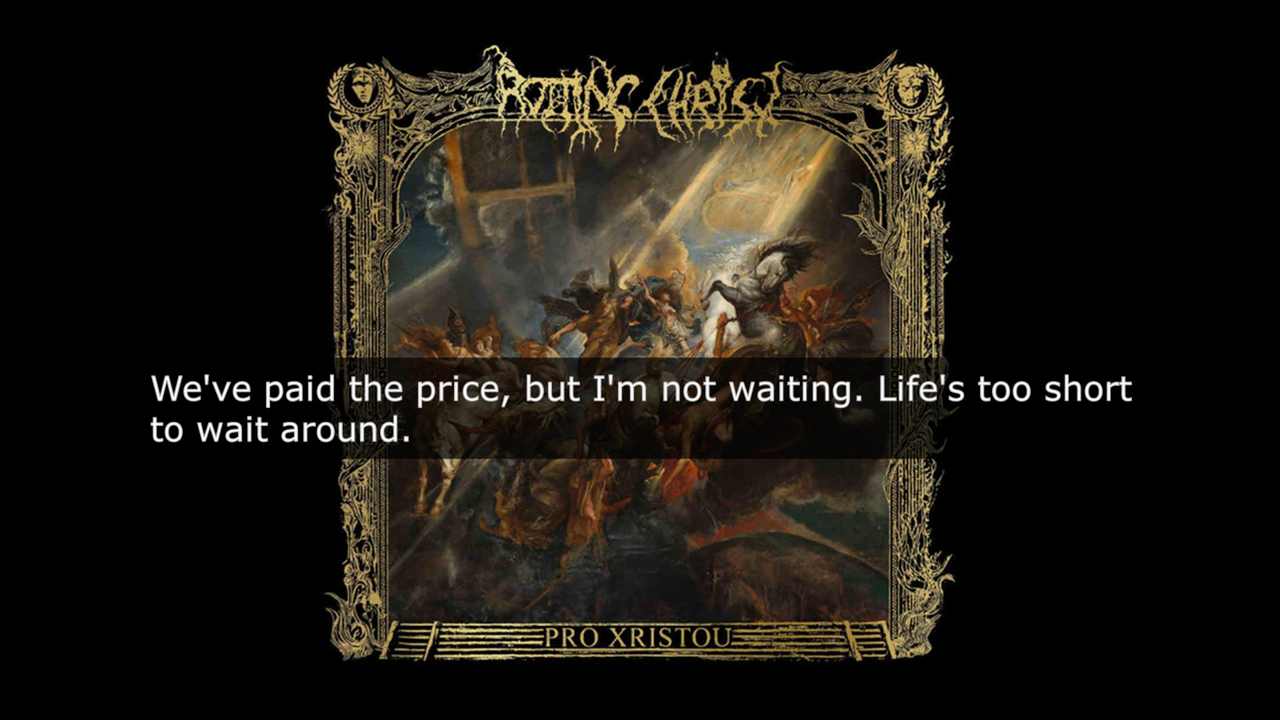 ROTTING CHRIST
We've paid the price, but I'm not waiting. Life's too short
to wait around.
PRO XRISTOU